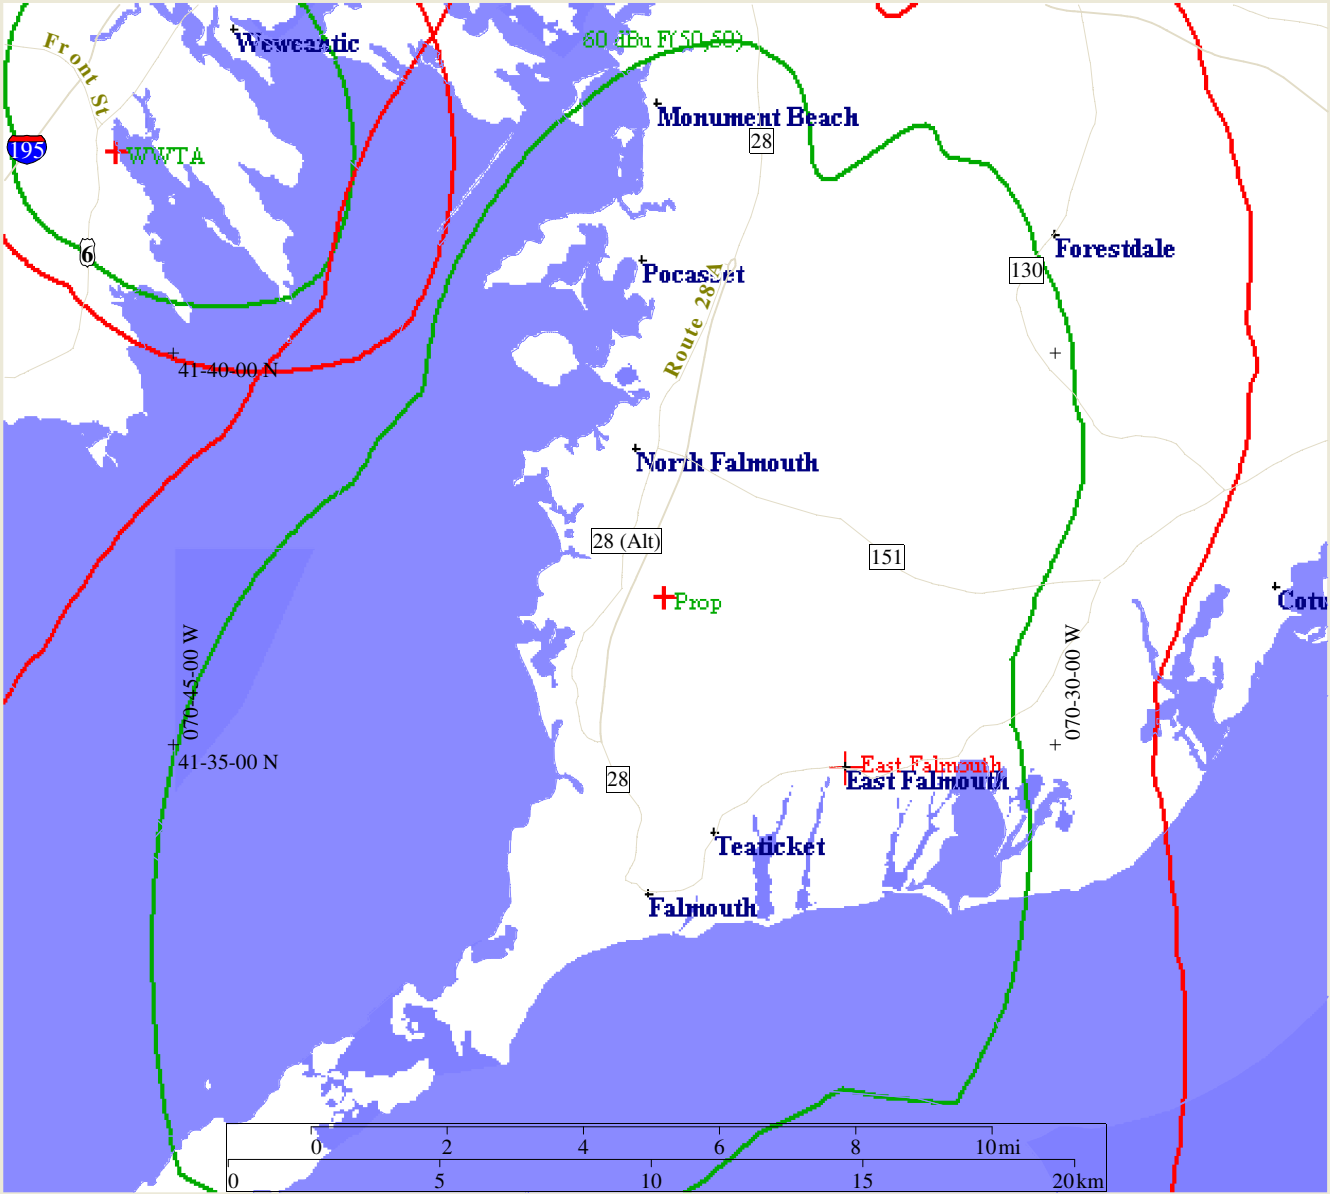 Front St
Weweantic
60 dBu F(50,50)
195
WWTA
Monument Beach
28
6
Forestdale
130
Pocasset
Route 28 A
41-40-00 N
North Falmouth
28 (Alt)
151
Prop
Cotu
070-45-00 W
070-30-00 W
41-35-00 N
28
East Falmouth
East Falmouth
Teaticket
Falmouth
0 2 4 6 8 10 mi
0 5 10 15 20 km